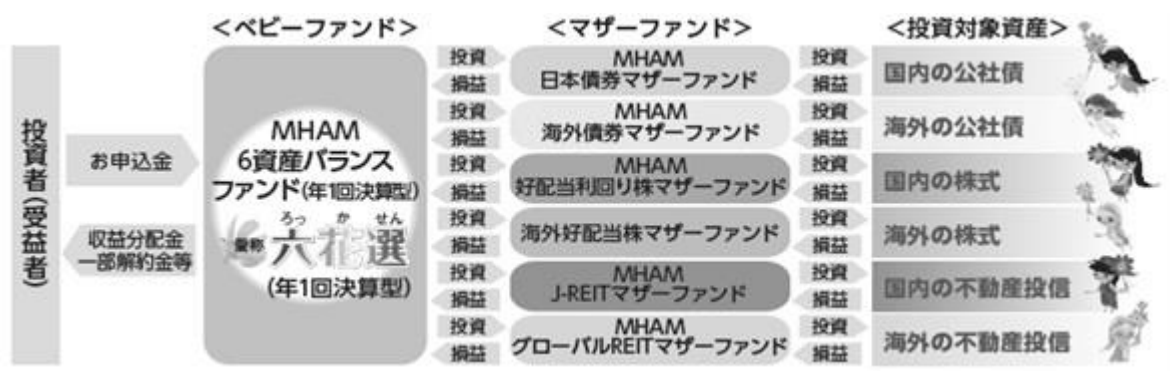 <ベビーファンド>
<マザーファンド>
<投資対象資産>
投資者(受益者)
お申込金
収益分配金
一部解約金等
MHAM
6資産バランス
ファンド(年1回決算型)
ろっ か せん
愛称 六花選
(年1回決算型)
投資
損益
MHAM
日本債券マザーファンド
投資
損益
国内の公社債
投資
損益
MHAM
海外債券マザーファンド
投資
損益
海外の公社債
投資
損益
MHAM
好配当利回り株マザーファンド
投資
損益
国内の株式
投資
損益
海外好配当株マザーファンド
投資
損益
海外の株式
投資
損益
MHAM
J-REITマザーファンド
投資
損益
国内の不動産投信
投資
損益
MHAM
グローバルREITマザーファンド
投資
損益
海外の不動産投信